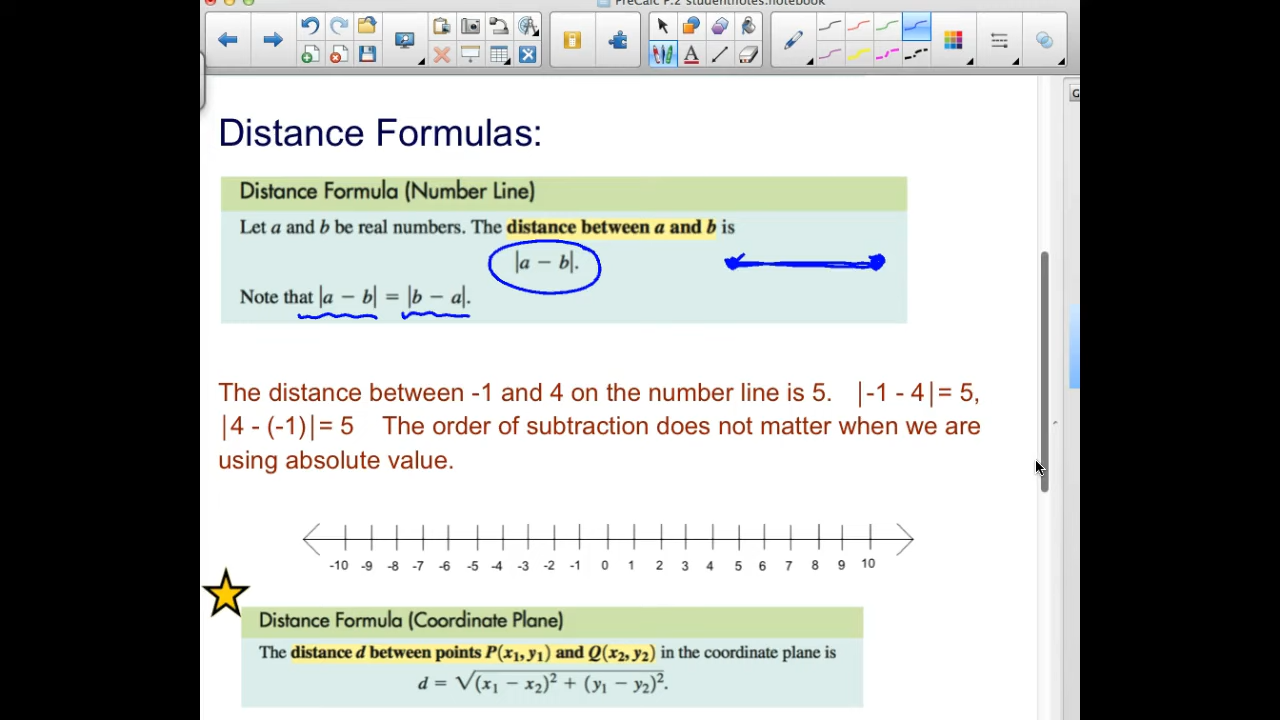 PreCalc P.2 studentnotes.notebook
Distance Formulas:
Distance Formula (Number Line)
Let a and b be real numbers. The distance between a and b is
|a − b|.
Note that |a − b| = |b − a|.
The distance between -1 and 4 on the number line is 5. |-1 - 4|= 5,
|4 - (-1)|= 5 The order of subtraction does not matter when we are
using absolute value.
-10 -9 -8 -7 -6 -5 -4 -3 -2 -1 0 1 2 3 4 5 6 7 8 9 10
Distance Formula (Coordinate Plane)
The distance d between points P(x₁, y₁) and Q(x₂, y₂) in the coordinate plane is
d = √(x₁ − x₂)² + (y₁ − y₂)².